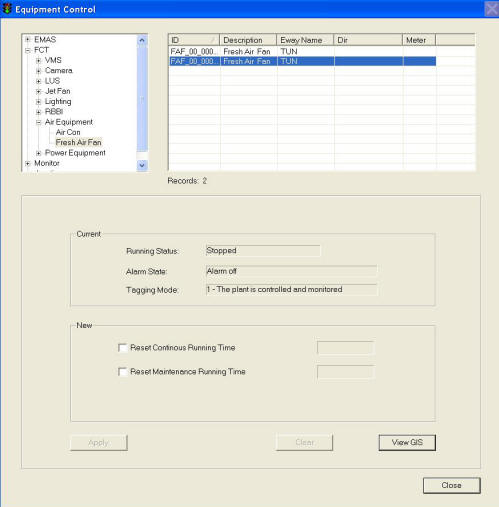 Equipment Control
EMAS
FCT
VMS
Camera
LUS
Jet Fan
Lighting
RBBI
Air Equipment
Air Con
Fresh Air Fan
Power Equipment
Monitor
ID / Description Eway Name Dir Meter
FAF_00_000... Fresh Air Fan TUN
FAF_00_000... Fresh Air Fan TUN
Records: 2
Current
Running Status: Stopped
Alarm State: Alarm off
Tagging Mode: 1 - The plant is controlled and monitored
New
Reset Continous Running Time
Reset Maintenance Running Time
Apply Clear View GIS
Close